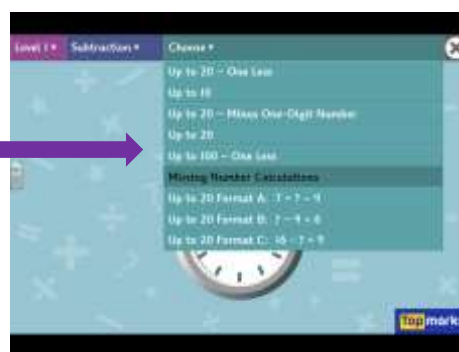 Level 1 ▾ Subtraction ▾ Choose ▾
Up to 20 – One Less
Up to 10
Up to 20 – Minus One-Digit Number
Up to 20
Up to 100 – One Less
Missing Number Calculations
Up to 20 Format A: ? = 7 – 9
Up to 20 Format B: ? – 9 = 6
Up to 20 Format C: 16 - ? = 9
Topmark